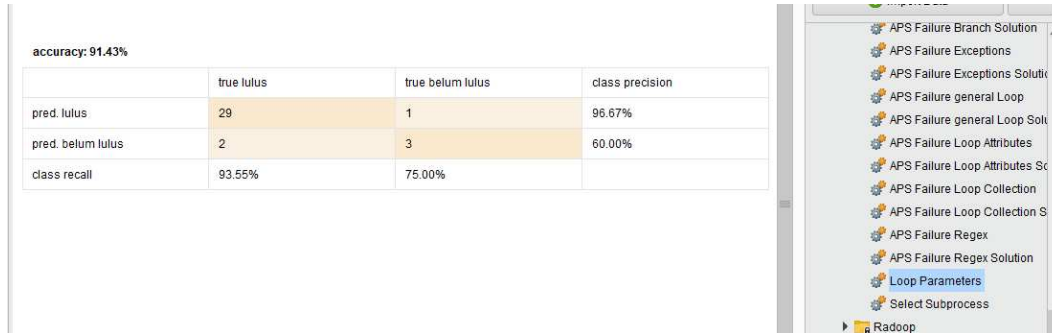 Import Data
accuracy: 91.43%
true lulus true belum lulus class precision
pred. lulus 29 1 96.67%
pred. belum lulus 2 3 60.00%
class recall 93.55% 75.00%
APS Failure Branch Solution
APS Failure Exceptions
APS Failure Exceptions Solutic
APS Failure general Loop
APS Failure general Loop Solu
APS Failure Loop Attributes
APS Failure Loop Attributes So
APS Failure Loop Collection
APS Failure Loop Collection S
APS Failure Regex
APS Failure Regex Solution
Loop Parameters
Select Subprocess
Radoop